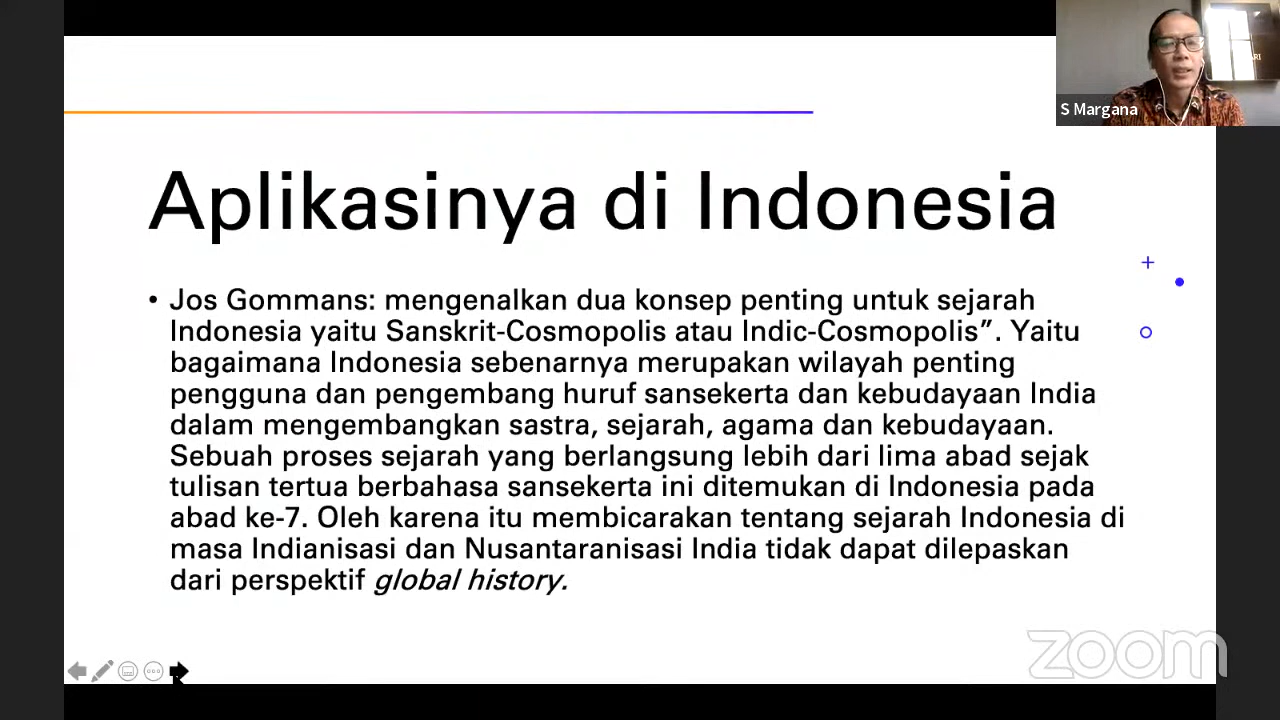 S Margana
Aplikasinya di Indonesia
• Jos Gommans: mengenalkan dua konsep penting untuk sejarah
Indonesia yaitu Sanskrit-Cosmopolis atau Indic-Cosmopolis”. Yaitu
bagaimana Indonesia sebenarnya merupakan wilayah penting
pengguna dan pengembang huruf sansekerta dan kebudayaan India
dalam mengembangkan sastra, sejarah, agama dan kebudayaan.
Sebuah proses sejarah yang berlangsung lebih dari lima abad sejak
tulisan tertua berbahasa sansekerta ini ditemukan di Indonesia pada
abad ke-7. Oleh karena itu membicarakan tentang sejarah Indonesia di
masa Indianisasi dan Nusantaranisasi India tidak dapat dilepaskan
dari perspektif global history.
zoom